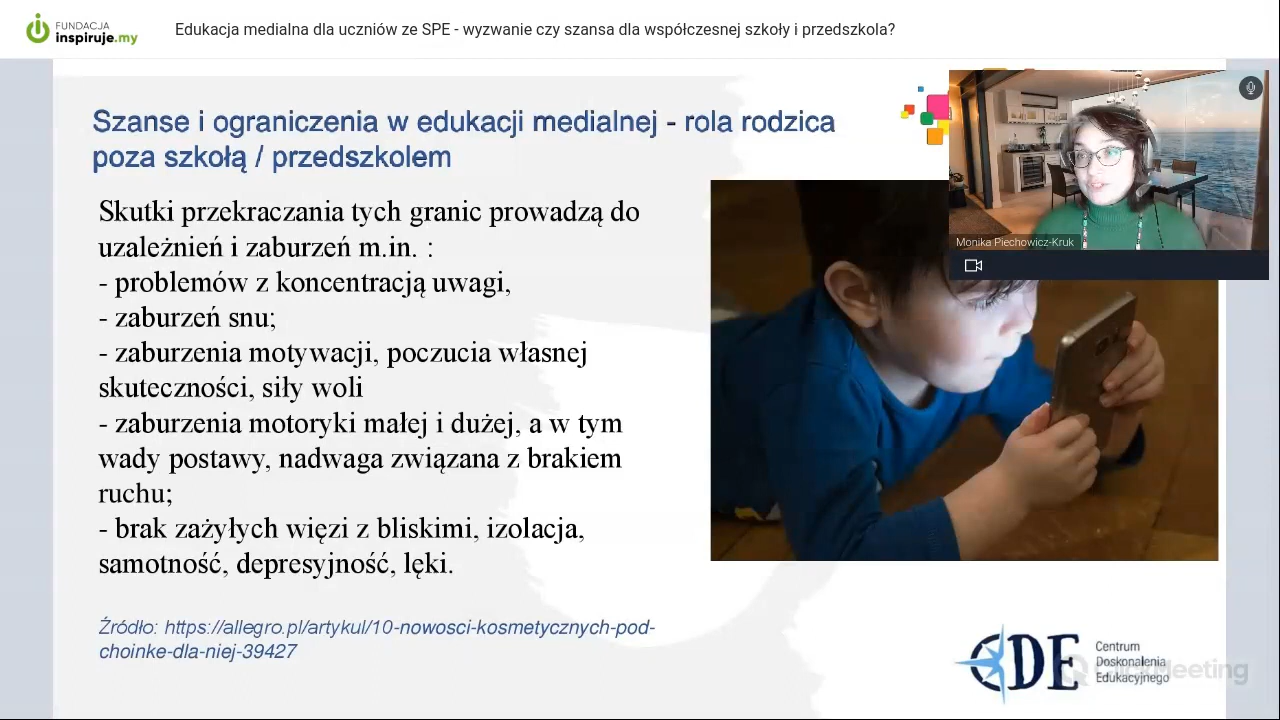 FUNDACJA
inspiruje.my
Edukacja medialna dla uczniów ze SPE - wyzwanie czy szansa dla współczesnej szkoły i przedszkola?
Szanse i ograniczenia w edukacji medialnej - rola rodzica
poza szkołą / przedszkolem
Skutki przekraczania tych granic prowadzą do
uzależnień i zaburzeń m.in. :
- problemów z koncentracją uwagi,
- zaburzeń snu;
- zaburzenia motywacji, poczucia własnej
skuteczności, siły woli
- zaburzenia motoryki małej i dużej, a w tym
wady postawy, nadwaga związana z brakiem
ruchu;
- brak zażyłych więzi z bliskimi, izolacja,
samotność, depresyjność, lęki.
Źródło: https://allegro.pl/artykul/10-nowosci-kosmetycznych-pod-
choinke-dla-niej-39427
Monika Piechowicz-Kruk
CDE
Centrum
Doskonalenia
Edukacyjnego
ClickMeeting